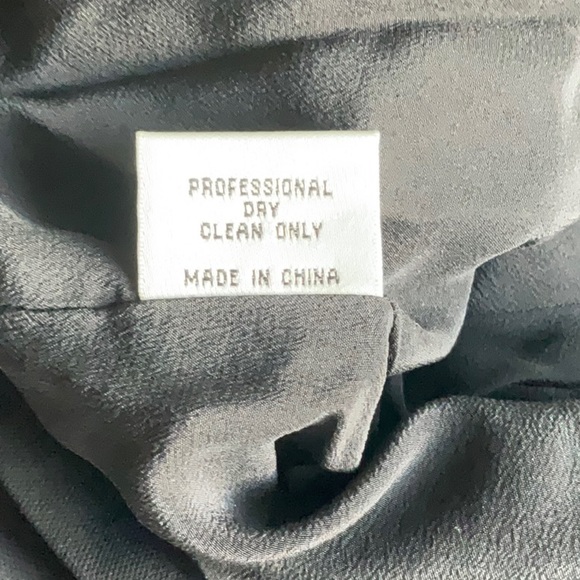 PROFESSIONAL
DRY
CLEAN ONLY
MADE IN CHINA